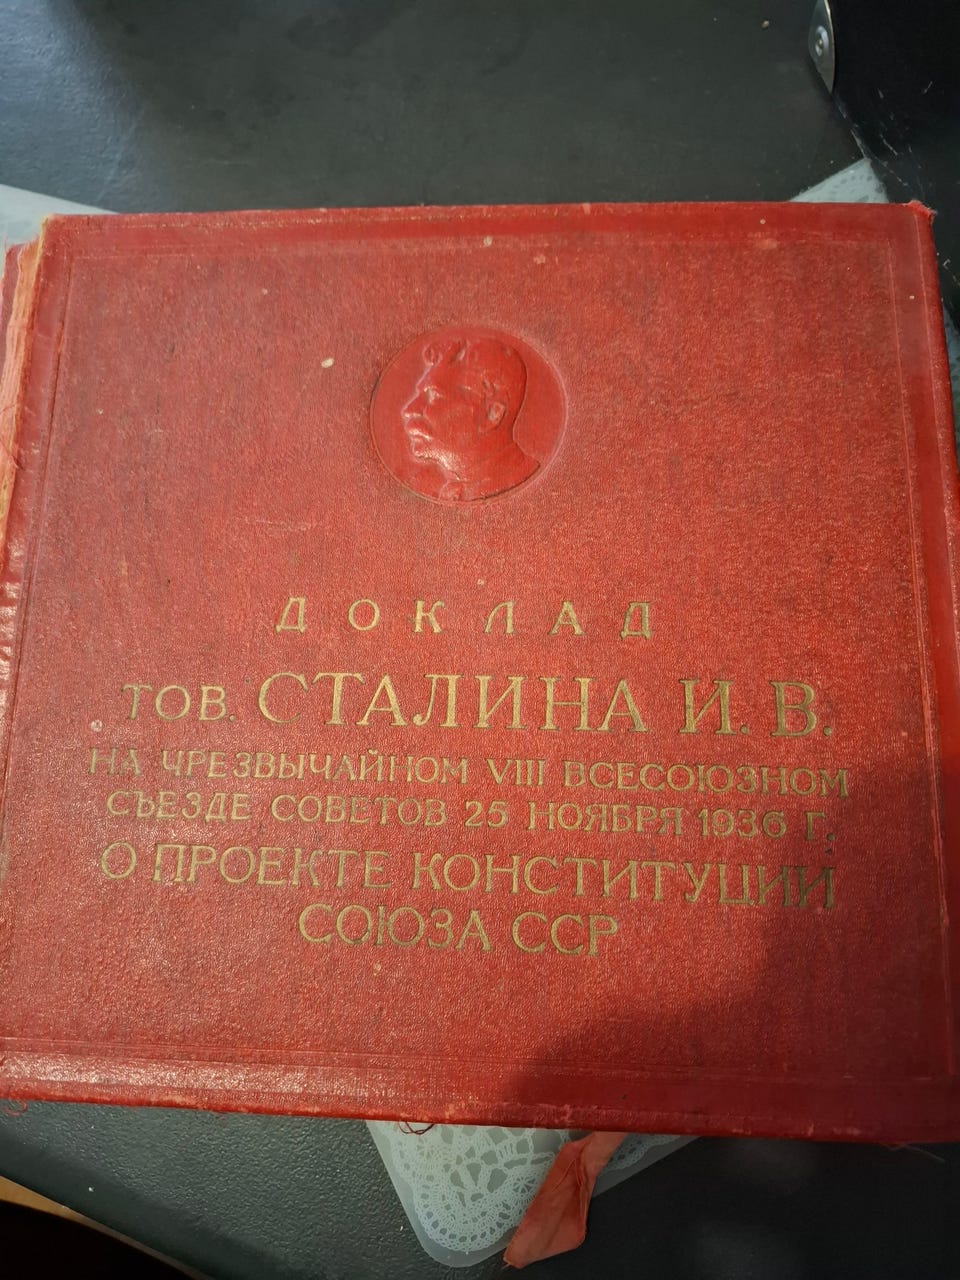 ДОКЛАД
ТОВ. СТАЛИНА И. В.
НА ЧРЕЗВЫЧАЙНОМ VIII ВСЕСОЮЗНОМ
СЪЕЗДЕ СОВЕТОВ 25 НОЯБРЯ 1936 Г.
О ПРОЕКТЕ КОНСТИТУЦИИ
СОЮЗА ССР